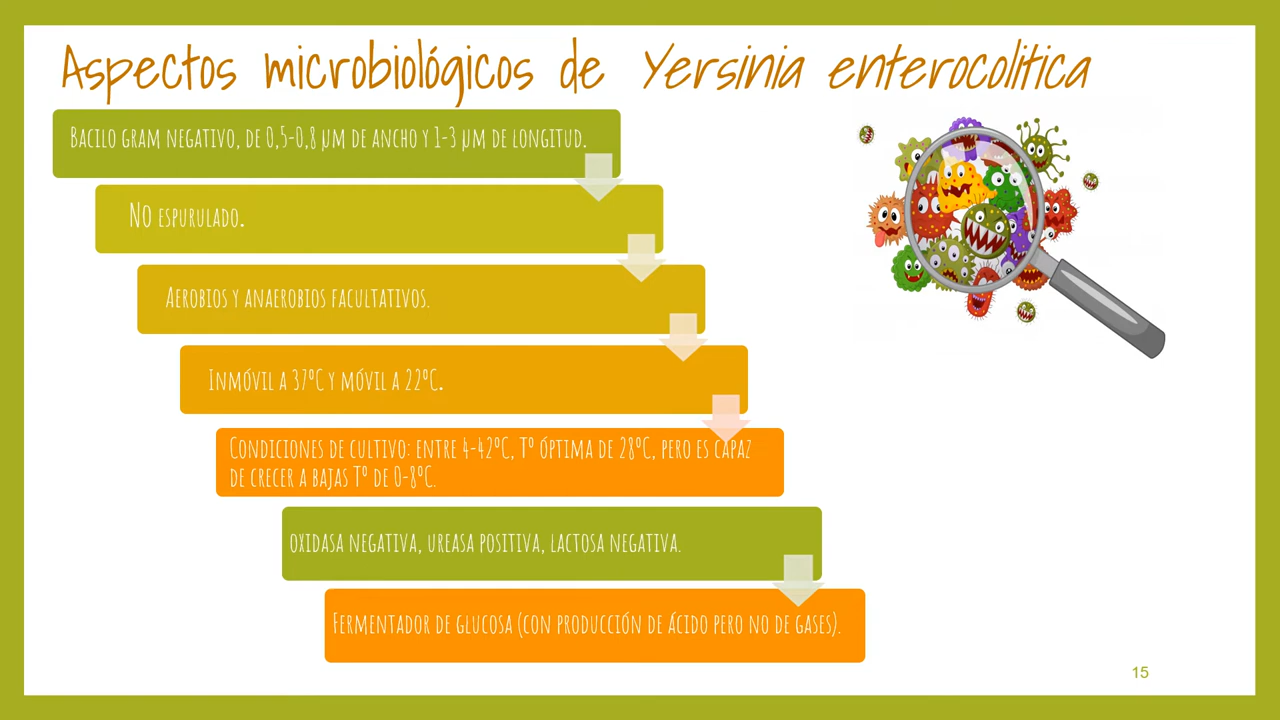 Aspectos microbiológicos de Yersinia enterocolitica
Bacilo gram negativo, de 0,5-0,8 µm de ancho y 1-3 µm de longitud.
No espurulado.
Aerobios y anaerobios facultativos.
Inmóvil a 37ºC y móvil a 22ºC.
Condiciones de cultivo: entre 4-42ºC, Tº óptima de 28ºC, pero es capaz
de crecer a bajas Tº de 0-8ºC.
oxidasa negativa, ureasa positiva, lactosa negativa.
Fermentador de glucosa (con producción de ácido pero no de gases).
15